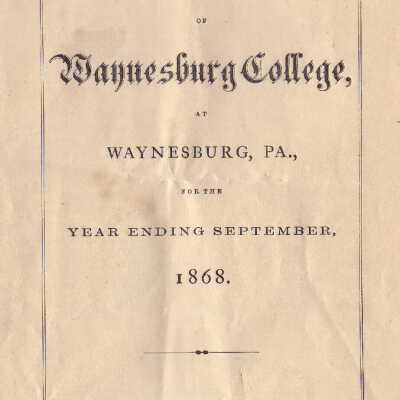 OF
Waynesburg College,
AT
WAYNESBURG, PA.,
FOR THE
YEAR ENDING SEPTEMBER,
1868.